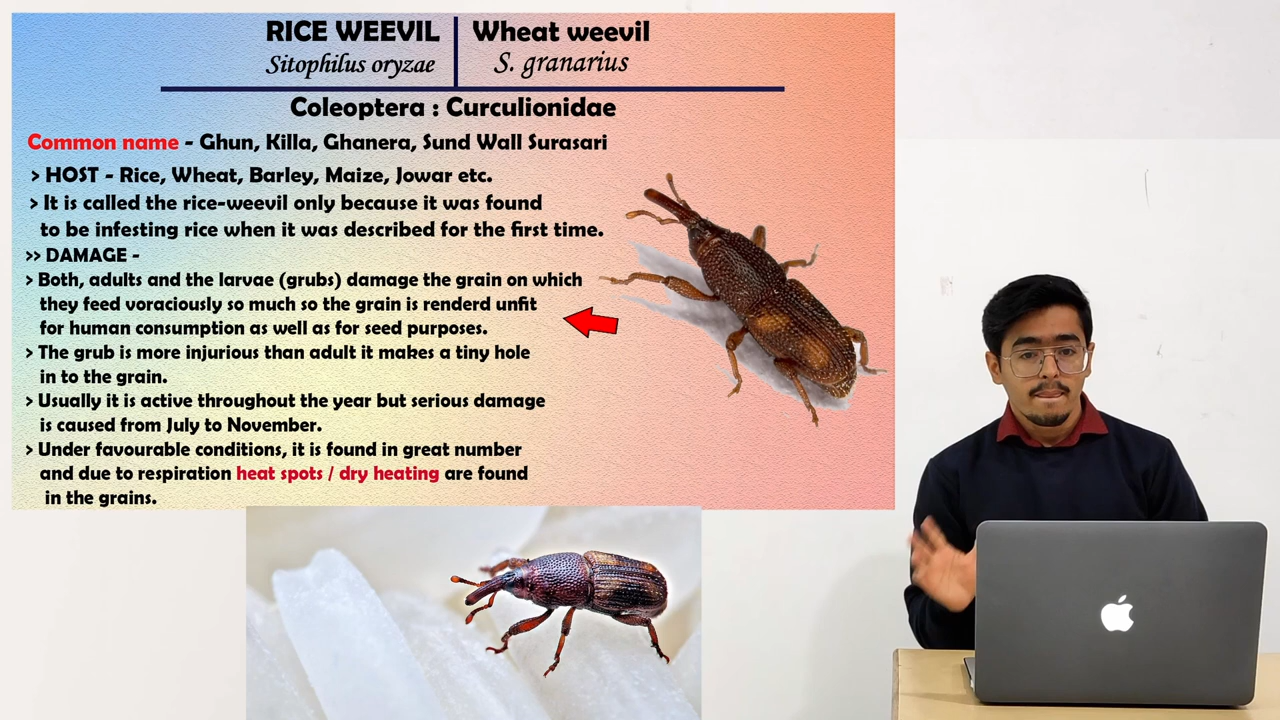 RICE WEEVIL
Sitophilus oryzae
Wheat weevil
S. granarius
Coleoptera : Curculionidae
Common name - Ghun, Killa, Ghanera, Sund Wall Surasari
> HOST - Rice, Wheat, Barley, Maize, Jowar etc.
> It is called the rice-weevil only because it was found
to be infesting rice when it was described for the first time.
>> DAMAGE -
> Both, adults and the larvae (grubs) damage the grain on which
they feed voraciously so much so the grain is renderd unfit
for human consumption as well as for seed purposes.
> The grub is more injurious than adult it makes a tiny hole
in to the grain.
> Usually it is active throughout the year but serious damage
is caused from July to November.
> Under favourable conditions, it is found in great number
and due to respiration heat spots / dry heating are found
in the grains.